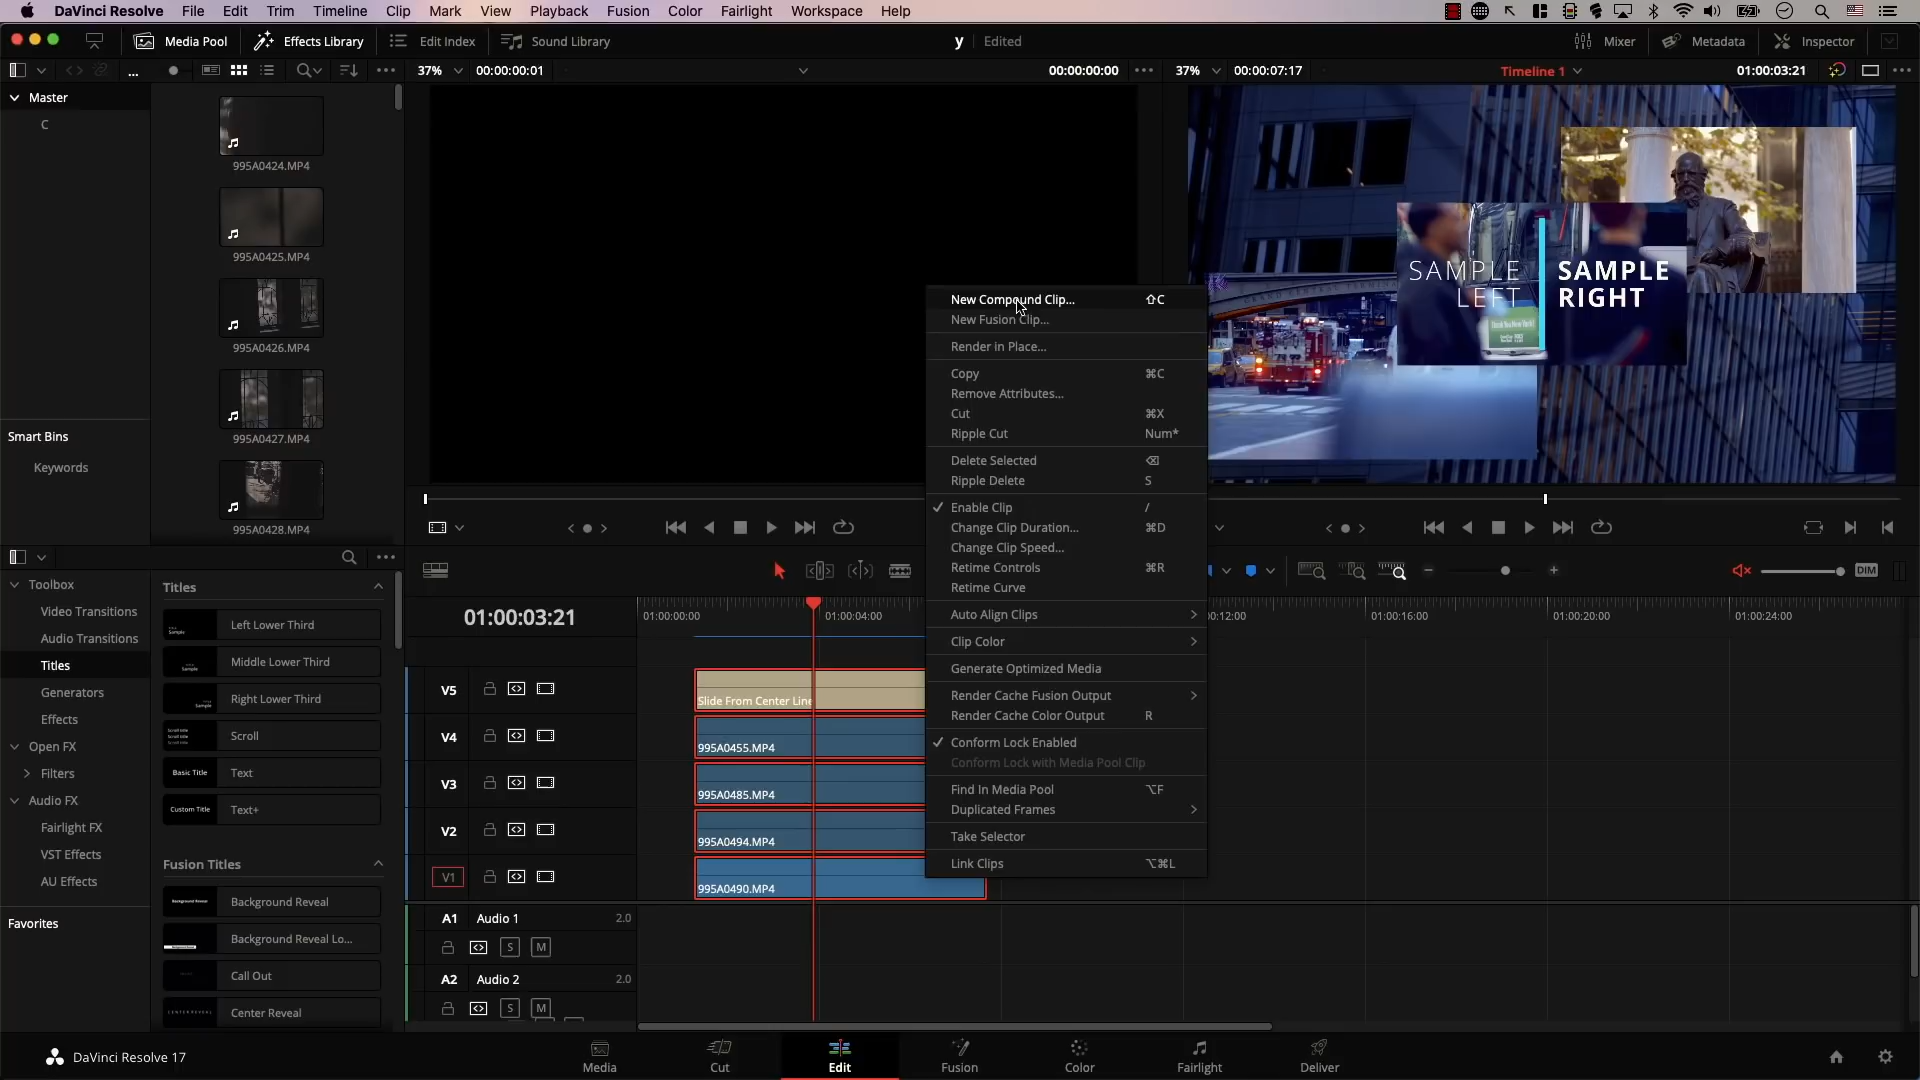 DaVinci Resolve File Edit Trim Timeline Clip Mark View Playback Fusion Color Fairlight Workspace Help
Media Pool Effects Library Edit Index Sound Library y Edited Mixer Metadata Inspector
... 37% 00:00:00:01 00:00:00:00 37% 00:00:07:17 Timeline 1 01:00:03:21
Master
C
995A0424.MP4
995A0425.MP4
995A0426.MP4
995A0427.MP4
995A0428.MP4
Smart Bins
Keywords
SAMPLE LEFT
SAMPLE RIGHT
New Compound Clip... ⇧C
New Fusion Clip...
Render in Place...
Copy ⌘C
Remove Attributes...
Cut ⌘X
Ripple Cut Num*
Delete Selected ⌫
Ripple Delete S
✓ Enable Clip /
Change Clip Duration... ⌘D
Change Clip Speed...
Retime Controls ⌘R
Retime Curve
Auto Align Clips
Clip Color
Generate Optimized Media
Render Cache Fusion Output
Render Cache Color Output R
✓ Conform Lock Enabled
Conform Lock with Media Pool Clip
Find In Media Pool ⌥F
Duplicated Frames
Take Selector
Link Clips ⌥⌘L
DIM
Toolbox
Video Transitions
Audio Transitions
Titles
Generators
Effects
Open FX
Filters
Audio FX
Fairlight FX
VST Effects
AU Effects
Favorites
Titles
Left Lower Third
Middle Lower Third
Right Lower Third
Scroll
Basic Title Text
Custom Title Text+
Fusion Titles
Background Reveal
Background Reveal Lo...
Call Out
Center Reveal
01:00:03:21
01:00:00:00 01:00:04:00 :00:12:00 01:00:16:00 01:00:20:00 01:00:24:00
V5 Slide From Center Line
V4 995A0455.MP4
V3 995A0485.MP4
V2 995A0494.MP4
V1 995A0490.MP4
A1 Audio 1 2.0
S M
A2 Audio 2 2.0
S M
DaVinci Resolve 17 Media Cut Edit Fusion Color Fairlight Deliver